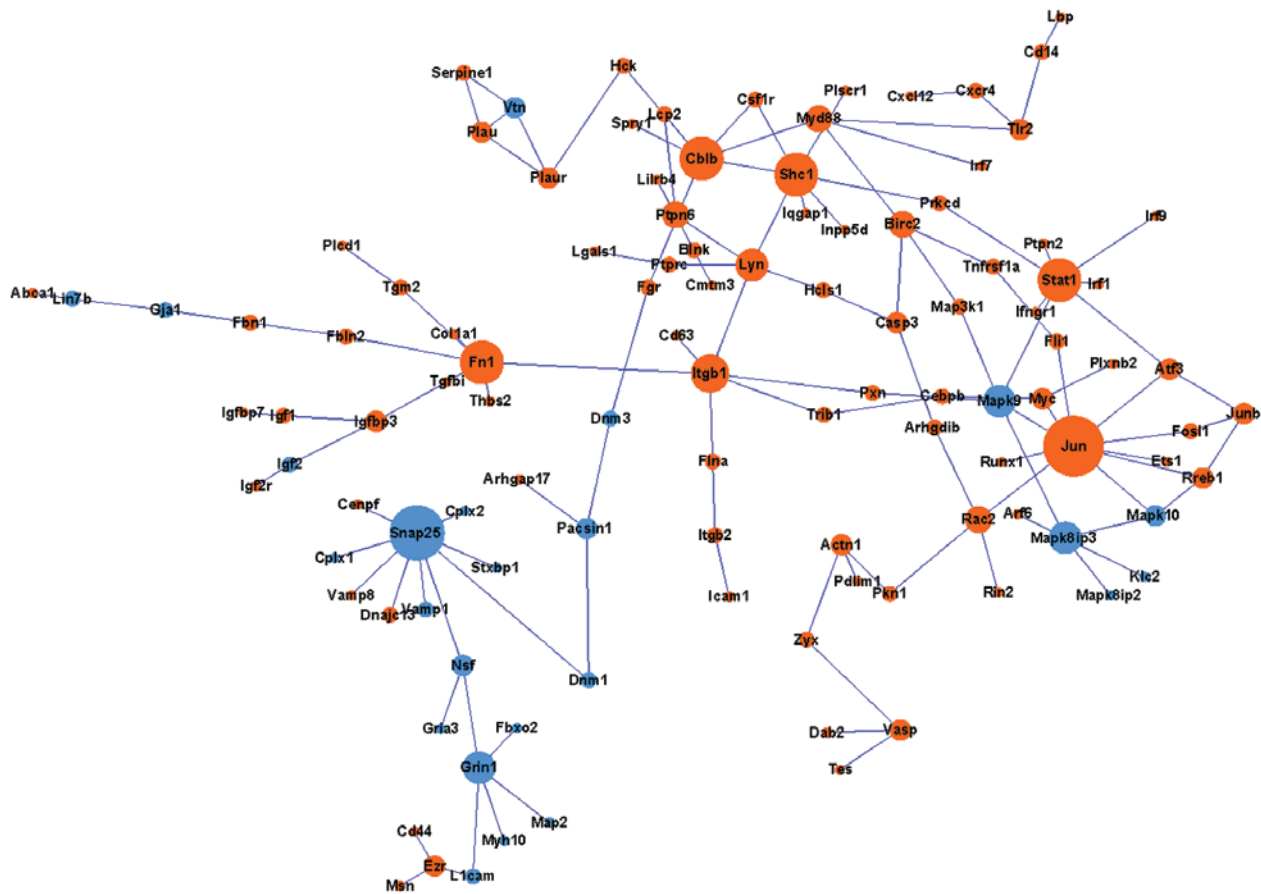 Lbp
Cd14
Hck
Serpine1
Vtn
Plau
Plaur
Lcp2
Spry1
Csf1r
Plscr1
Myd88
Cxcl12
Cxcr4
Tlr2
Irf7
Cblb
Shc1
Lilrb4
Ptpn6
Iqgap1
Inpp5d
Prkcd
Birc2
Irf9
Ptpn2
Plcd1
Lgals1
Blnk
Ptprc
Lyn
Cmtm3
Tnfrsf1a
Stat1
Irf1
Abca1
Lin7b
Gja1
Tgm2
Fgr
Hcls1
Map3k1
Ifngr1
Fbn1
Fbln2
Col1a1
Casp3
Cd63
Fli1
Fn1
Itgb1
Plxnb2
Atf3
Tgfbi
Thbs2
Pxn
Cebpb
Mapk9
Myc
Igfbp7
Igf1
Igfbp3
Dnm3
Trib1
Arhgdib
Junb
Fosl1
Jun
Igf2
Igf2r
Flna
Runx1
Ets1
Rreb1
Arhgap17
Cenpf
Cplx2
Snap25
Pacsin1
Itgb2
Rac2
Arf6
Mapk10
Mapk8ip3
Cplx1
Stxbp1
Actn1
Pdlim1
Klc2
Vamp8
Vamp1
Dnajc13
Icam1
Pkn1
Rin2
Mapk8ip2
Zyx
Nsf
Dnm1
Gria3
Fbxo2
Dab2
Vasp
Grin1
Tes
Map2
Cd44
Myh10
Ezr
L1cam
Msn